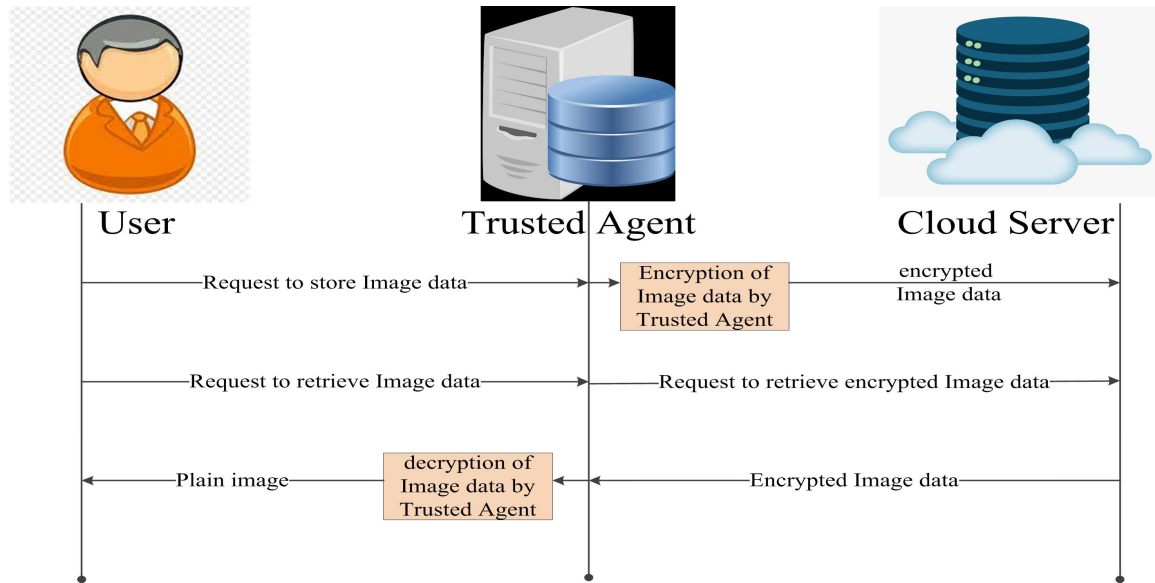 User
Trusted Agent
Cloud Server
Request to store Image data
Encryption of
Image data by
Trusted Agent
encrypted
Image data
Request to retrieve Image data
Request to retrieve encrypted Image data
Plain image
decryption of
Image data by
Trusted Agent
Encrypted Image data